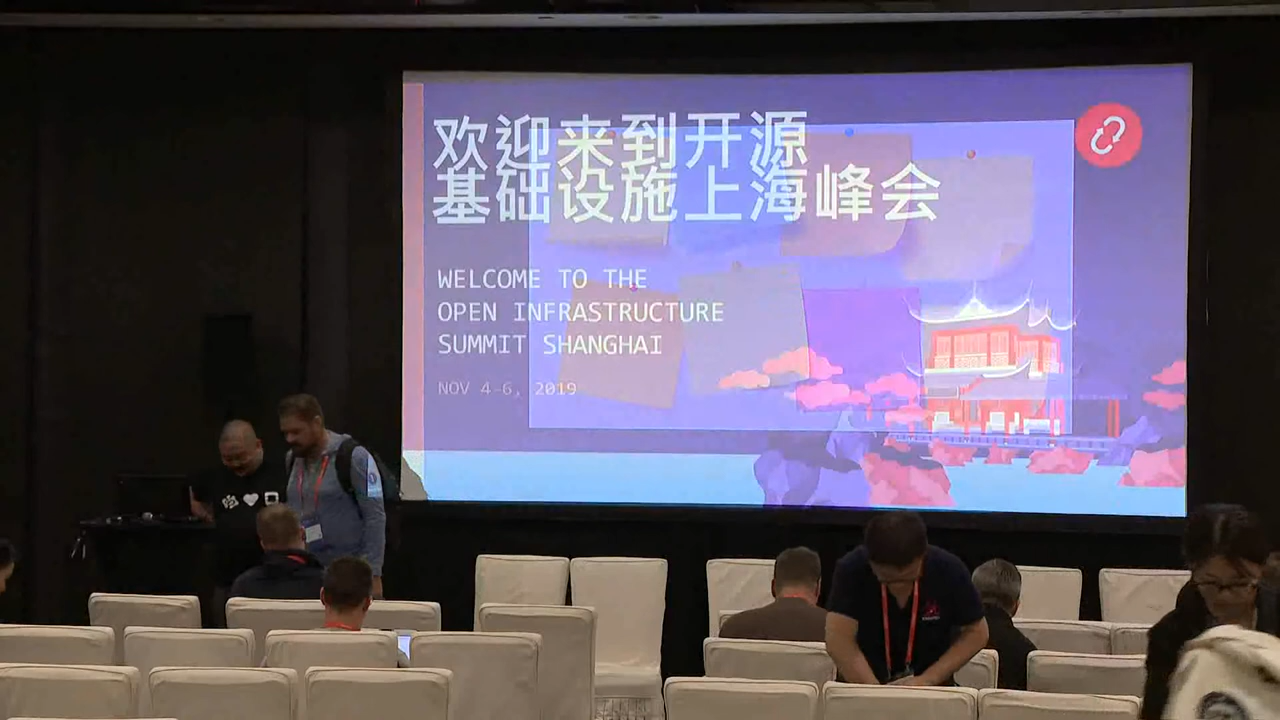 欢迎来到开源
基础设施上海峰会
WELCOME TO THE
OPEN INFRASTRUCTURE
SUMMIT SHANGHAI
NOV 4-6, 2019